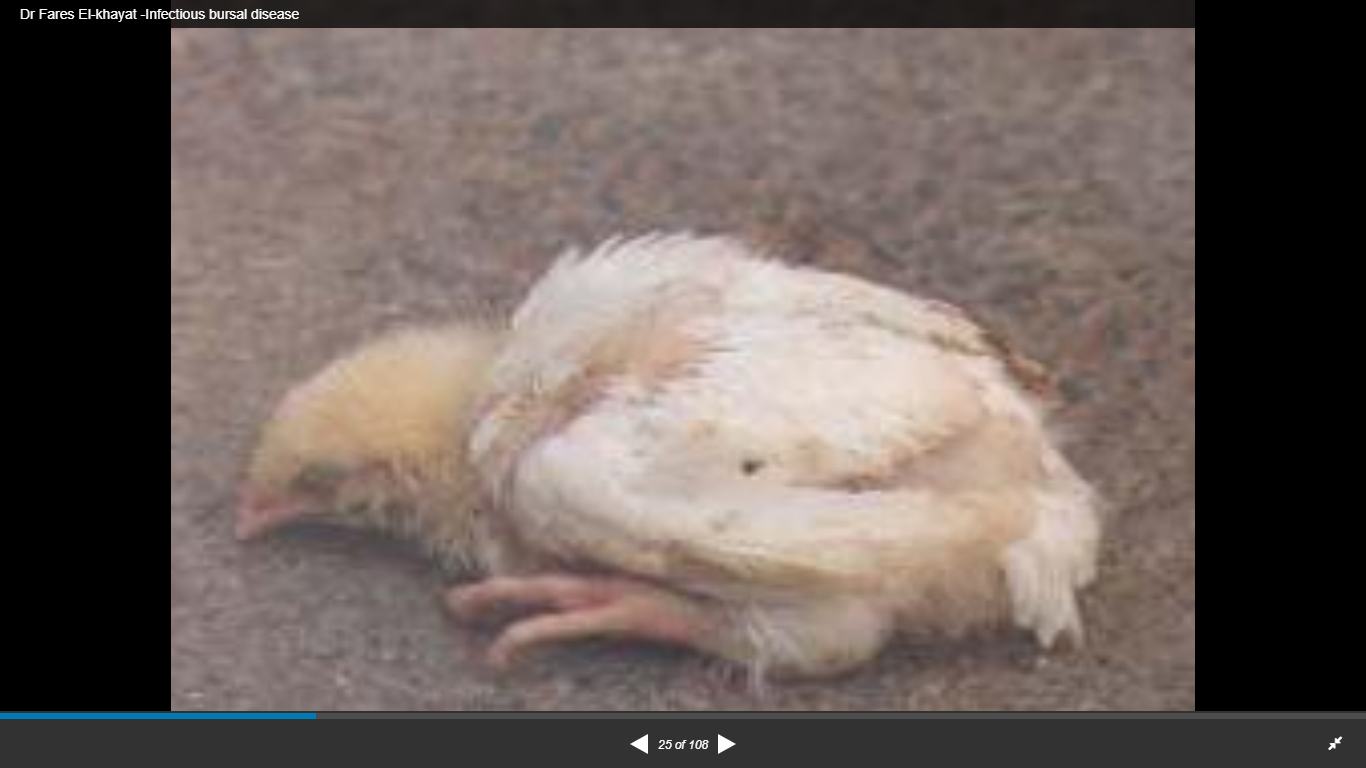 Dr Fares El-khayat -Infectious bursal disease
25 of 108